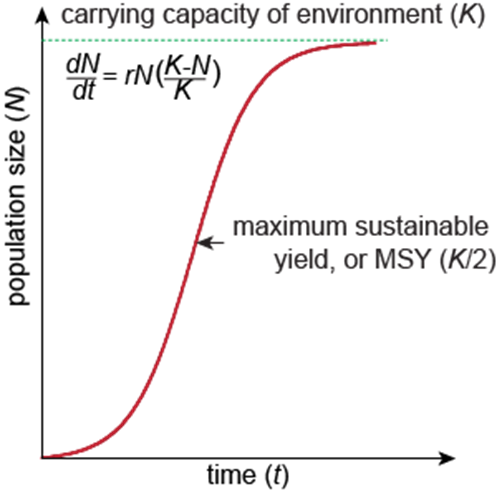 carrying capacity of environment (K)
dN/dt = rN(K-N/K)
population size (N)
maximum sustainable
yield, or MSY (K/2)
time (t)